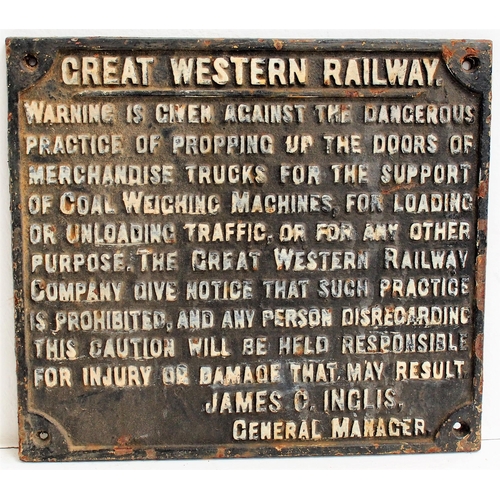 GREAT WESTERN RAILWAY.
WARNING IS GIVEN AGAINST THE DANGEROUS
PRACTICE OF PROPPING UP THE DOORS OF
MERCHANDISE TRUCKS FOR THE SUPPORT
OF COAL WEIGHING MACHINES, FOR LOADING
OR UNLOADING TRAFFIC, OR FOR ANY OTHER
PURPOSE. THE GREAT WESTERN RAILWAY
COMPANY GIVE NOTICE THAT SUCH PRACTICE
IS PROHIBITED, AND ANY PERSON DISREGARDING
THIS CAUTION WILL BE HELD RESPONSIBLE
FOR INJURY OR DAMAGE THAT MAY RESULT.
JAMES C. INGLIS.
GENERAL MANAGER.